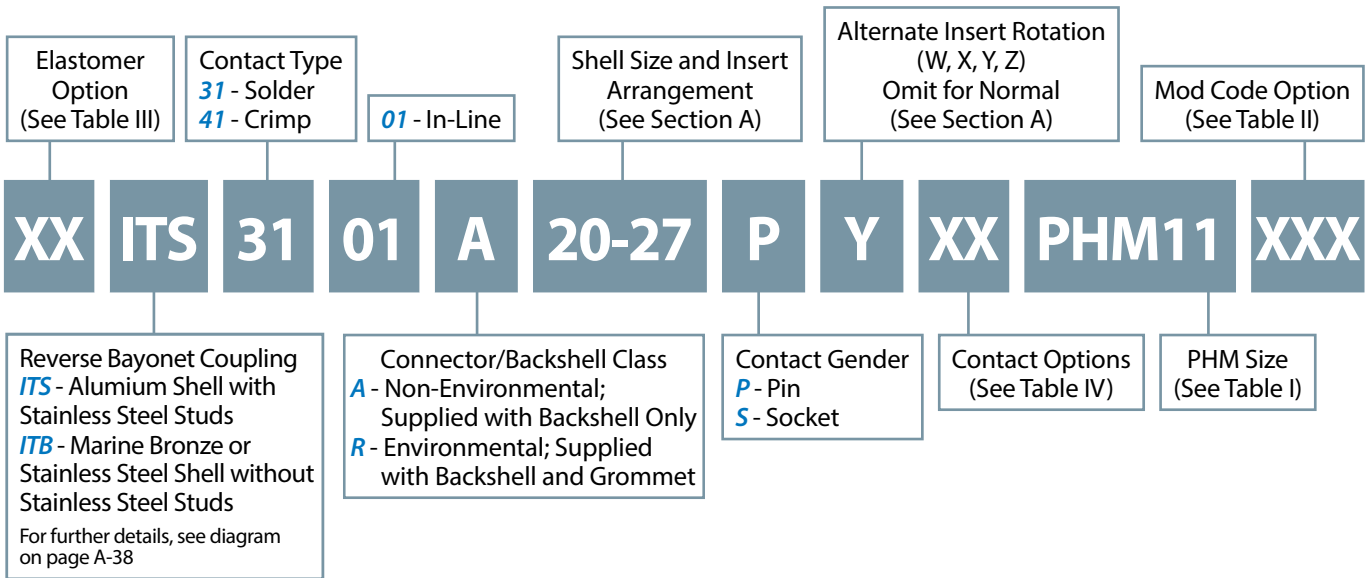 Elastomer
Option
(See Table III)
Contact Type
31 - Solder
41 - Crimp
01 - In-Line
Shell Size and Insert
Arrangement
(See Section A)
Alternate Insert Rotation
(W, X, Y, Z)
Omit for Normal
(See Section A)
Mod Code Option
(See Table II)
XX ITS 31 01 A 20-27 P Y XX PHM11 XXX
Reverse Bayonet Coupling
ITS - Alumium Shell with
Stainless Steel Studs
ITB - Marine Bronze or
Stainless Steel Shell without
Stainless Steel Studs
For further details, see diagram
on page A-38
Connector/Backshell Class
A - Non-Environmental;
Supplied with Backshell Only
R - Environmental; Supplied
with Backshell and Grommet
Contact Gender
P - Pin
S - Socket
Contact Options
(See Table IV)
PHM Size
(See Table I)